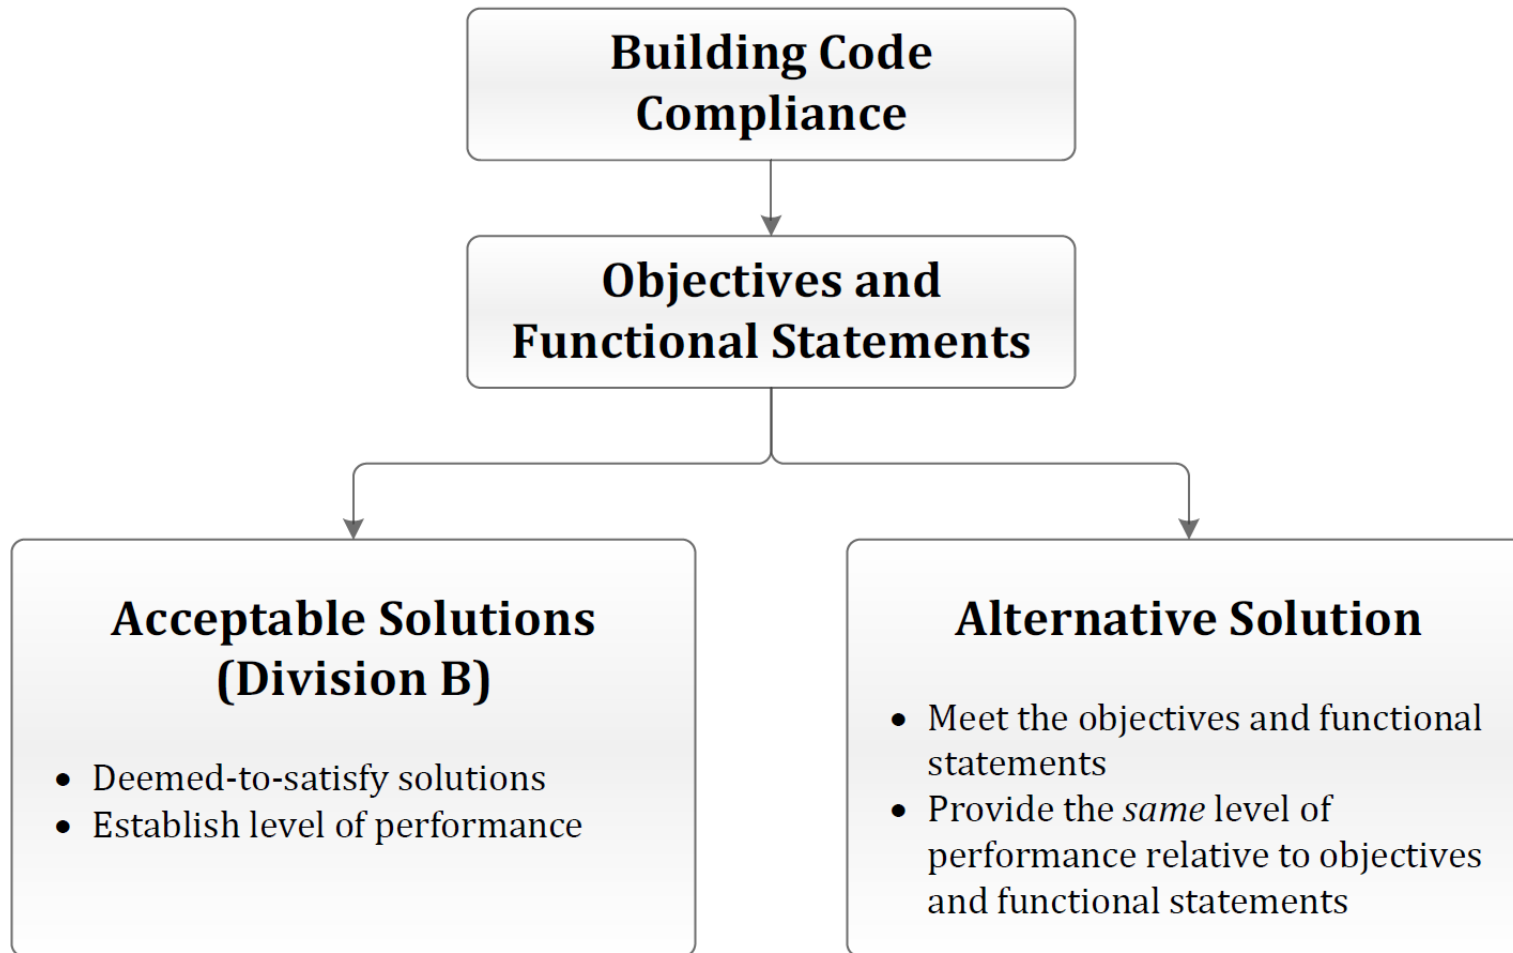 Building Code
Compliance
Objectives and
Functional Statements
Acceptable Solutions
(Division B)
• Deemed-to-satisfy solutions
• Establish level of performance
Alternative Solution
• Meet the objectives and functional
statements
• Provide the same level of
performance relative to objectives
and functional statements